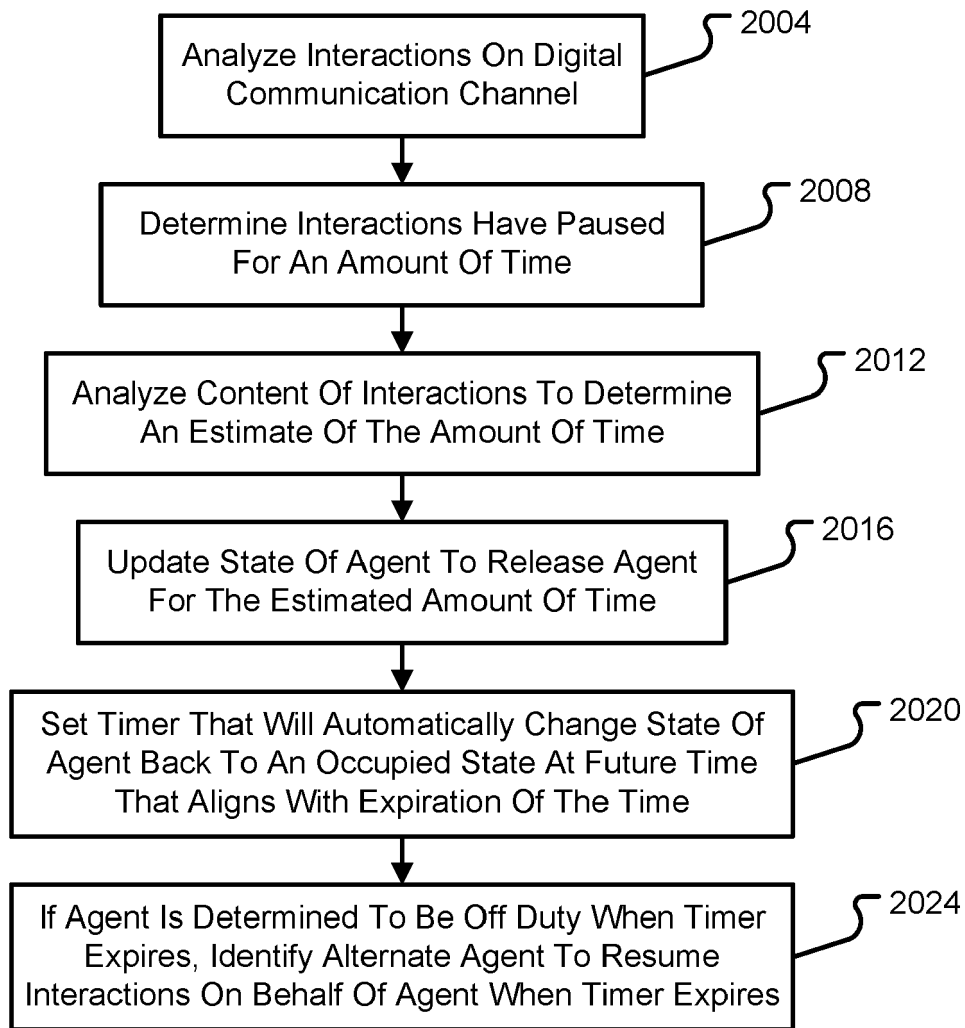 2004
Analyze Interactions On Digital
Communication Channel
2008
Determine Interactions Have Paused
For An Amount Of Time
2012
Analyze Content Of Interactions To Determine
An Estimate Of The Amount Of Time
2016
Update State Of Agent To Release Agent
For The Estimated Amount Of Time
2020
Set Timer That Will Automatically Change State Of
Agent Back To An Occupied State At Future Time
That Aligns With Expiration Of The Time
2024
If Agent Is Determined To Be Off Duty When Timer
Expires, Identify Alternate Agent To Resume
Interactions On Behalf Of Agent When Timer Expires